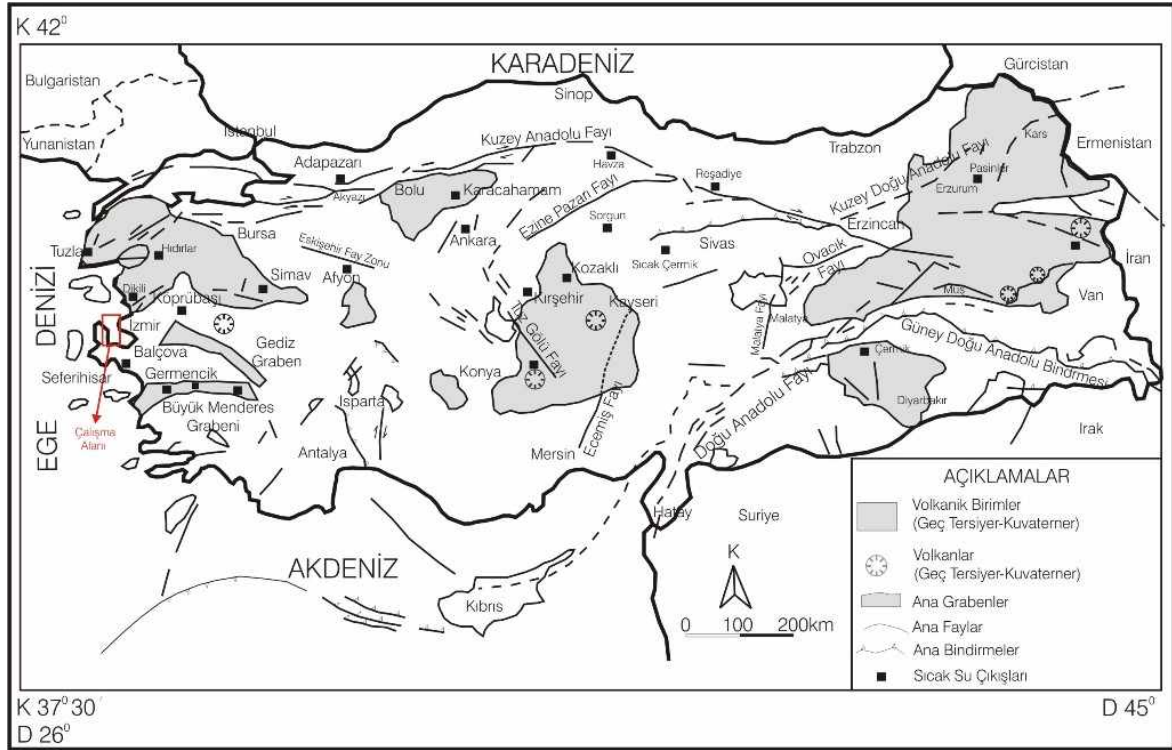 K 42⁰
KARADENİZ
Gürcistan
Bulgaristan
Sinop
Yunanistan
İstanbul
Kuzey Anadolu Fayı
Trabzon
Kars
Ermenistan
Adapazarı
Havza
Kuzey Doğu Anadolu Fayı
Pasinler
Akyazı
Bolu
Karacahamam
Ezine Pazarı Fayı
Reşadiye
Erzurum
Erzincan
Bursa
Ankara
Sorgun
Sivas
Tuzla
Hıdırlar
Eskişehir Fay Zonu
Afyon
Sıcak Çermik
Ovacık
Fayı
İran
Dikili
Simav
Kozaklı
Köprübaşı
Kırşehir
Kayseri
Muş
Van
EGE DENİZİ
İzmir
Tuz Gölü Fayı
Malatya Fayı
Malatya
Balçova
Gediz
Graben
Güney Doğu Anadolu Bindirmesi
Seferihisar
Germencik
Konya
Çermik
Isparta
Ecemiş Fayı
Doğu Anadolu Fayı
Diyarbakır
Büyük Menderes
Grabeni
Çalışma
Alanı
Antalya
Mersin
Irak
Hatay
Suriye
AKDENİZ
Kıbrıs
K
0 100 200km
AÇIKLAMALAR
Volkanik Birimler
(Geç Tersiyer-Kuvaterner)
Volkanlar
(Geç Tersiyer-Kuvaterner)
Ana Grabenler
Ana Faylar
Ana Bindirmeler
Sıcak Su Çıkışları
K 37⁰30′
D 26⁰
D 45⁰